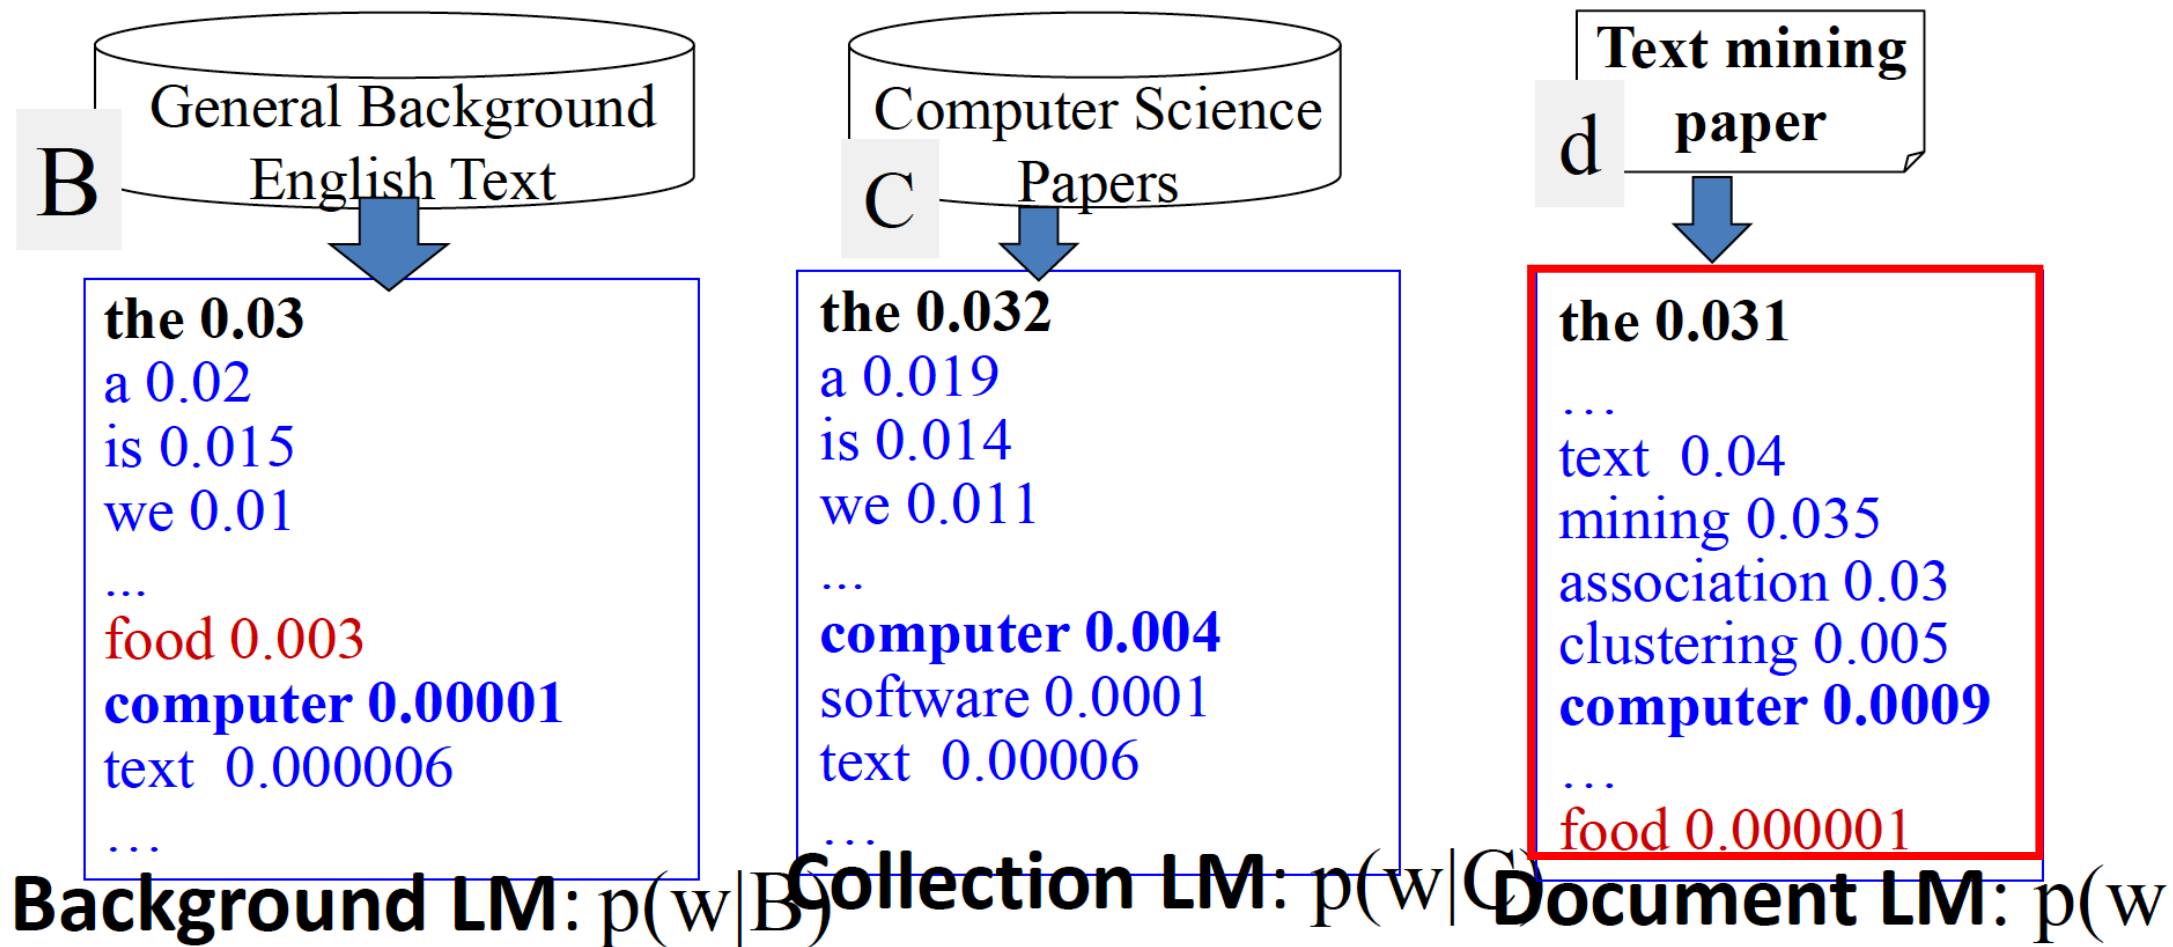 General Background
English Text
B
the 0.03
a 0.02
is 0.015
we 0.01
...
food 0.003
computer 0.00001
text 0.000006
…
Background LM: p(w|B)
Computer Science
Papers
C
the 0.032
a 0.019
is 0.014
we 0.011
...
computer 0.004
software 0.0001
text 0.00006
…
Collection LM: p(w|C)
Text mining
paper
d
the 0.031
…
text 0.04
mining 0.035
association 0.03
clustering 0.005
computer 0.0009
…
food 0.000001
Document LM: p(w